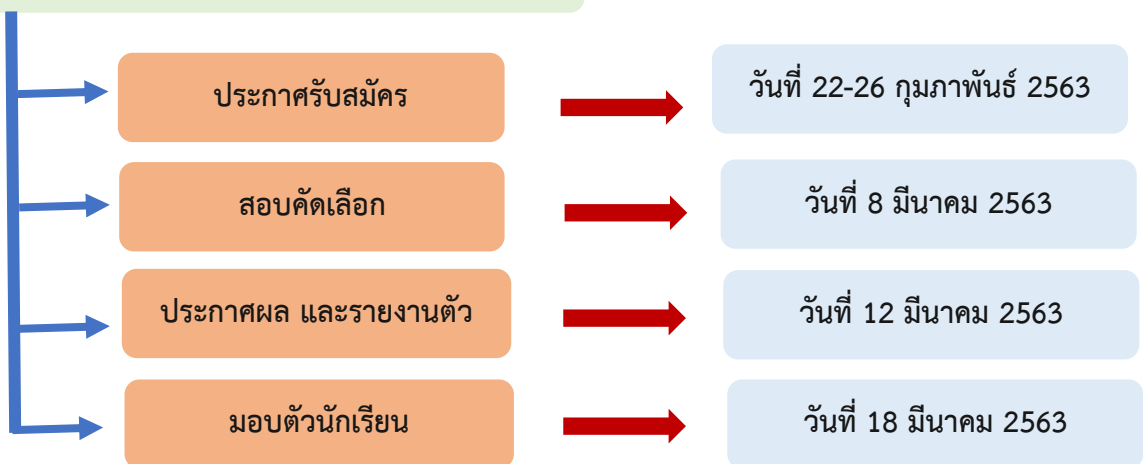 ประกาศรับสมัคร
วันที่ 22-26 กุมภาพันธ์ 2563
สอบคัดเลือก
วันที่ 8 มีนาคม 2563
ประกาศผล และรายงานตัว
วันที่ 12 มีนาคม 2563
มอบตัวนักเรียน
วันที่ 18 มีนาคม 2563